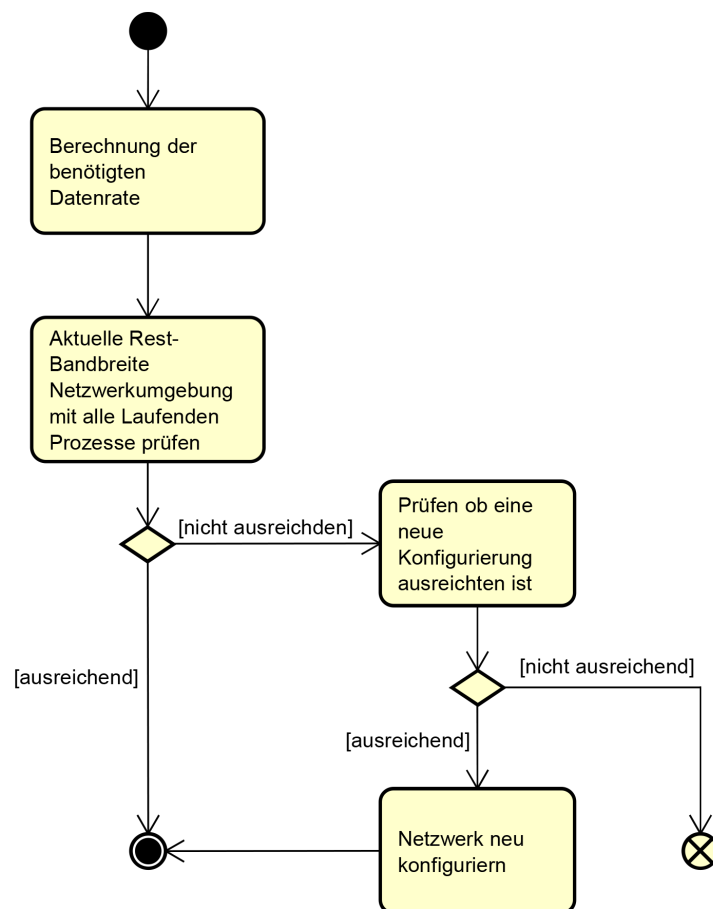 Berechnung der
benötigten
Datenrate
Aktuelle Rest-
Bandbreite
Netzwerkumgebung
mit alle Laufenden
Prozesse prüfen
[nicht ausreichden]
Prüfen ob eine
neue
Konfigurierung
ausreichten ist
[ausreichend]
[nicht ausreichend]
[ausreichend]
Netzwerk neu
konfiguriern